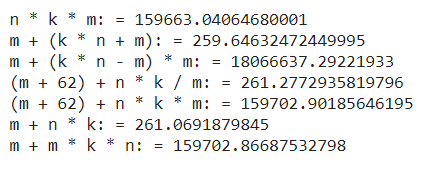 n * k * m: = 159663.04064680001
m + (k * n + m): = 259.64632472449995
m + (k * n - m) * m: = 18066637.29221933
(m + 62) + n * k / m: = 261.2772935819796
(m + 62) + n * k * m: = 159702.90185646195
m + n * k: = 261.0691879845
m + m * k * n: = 159702.86687532798